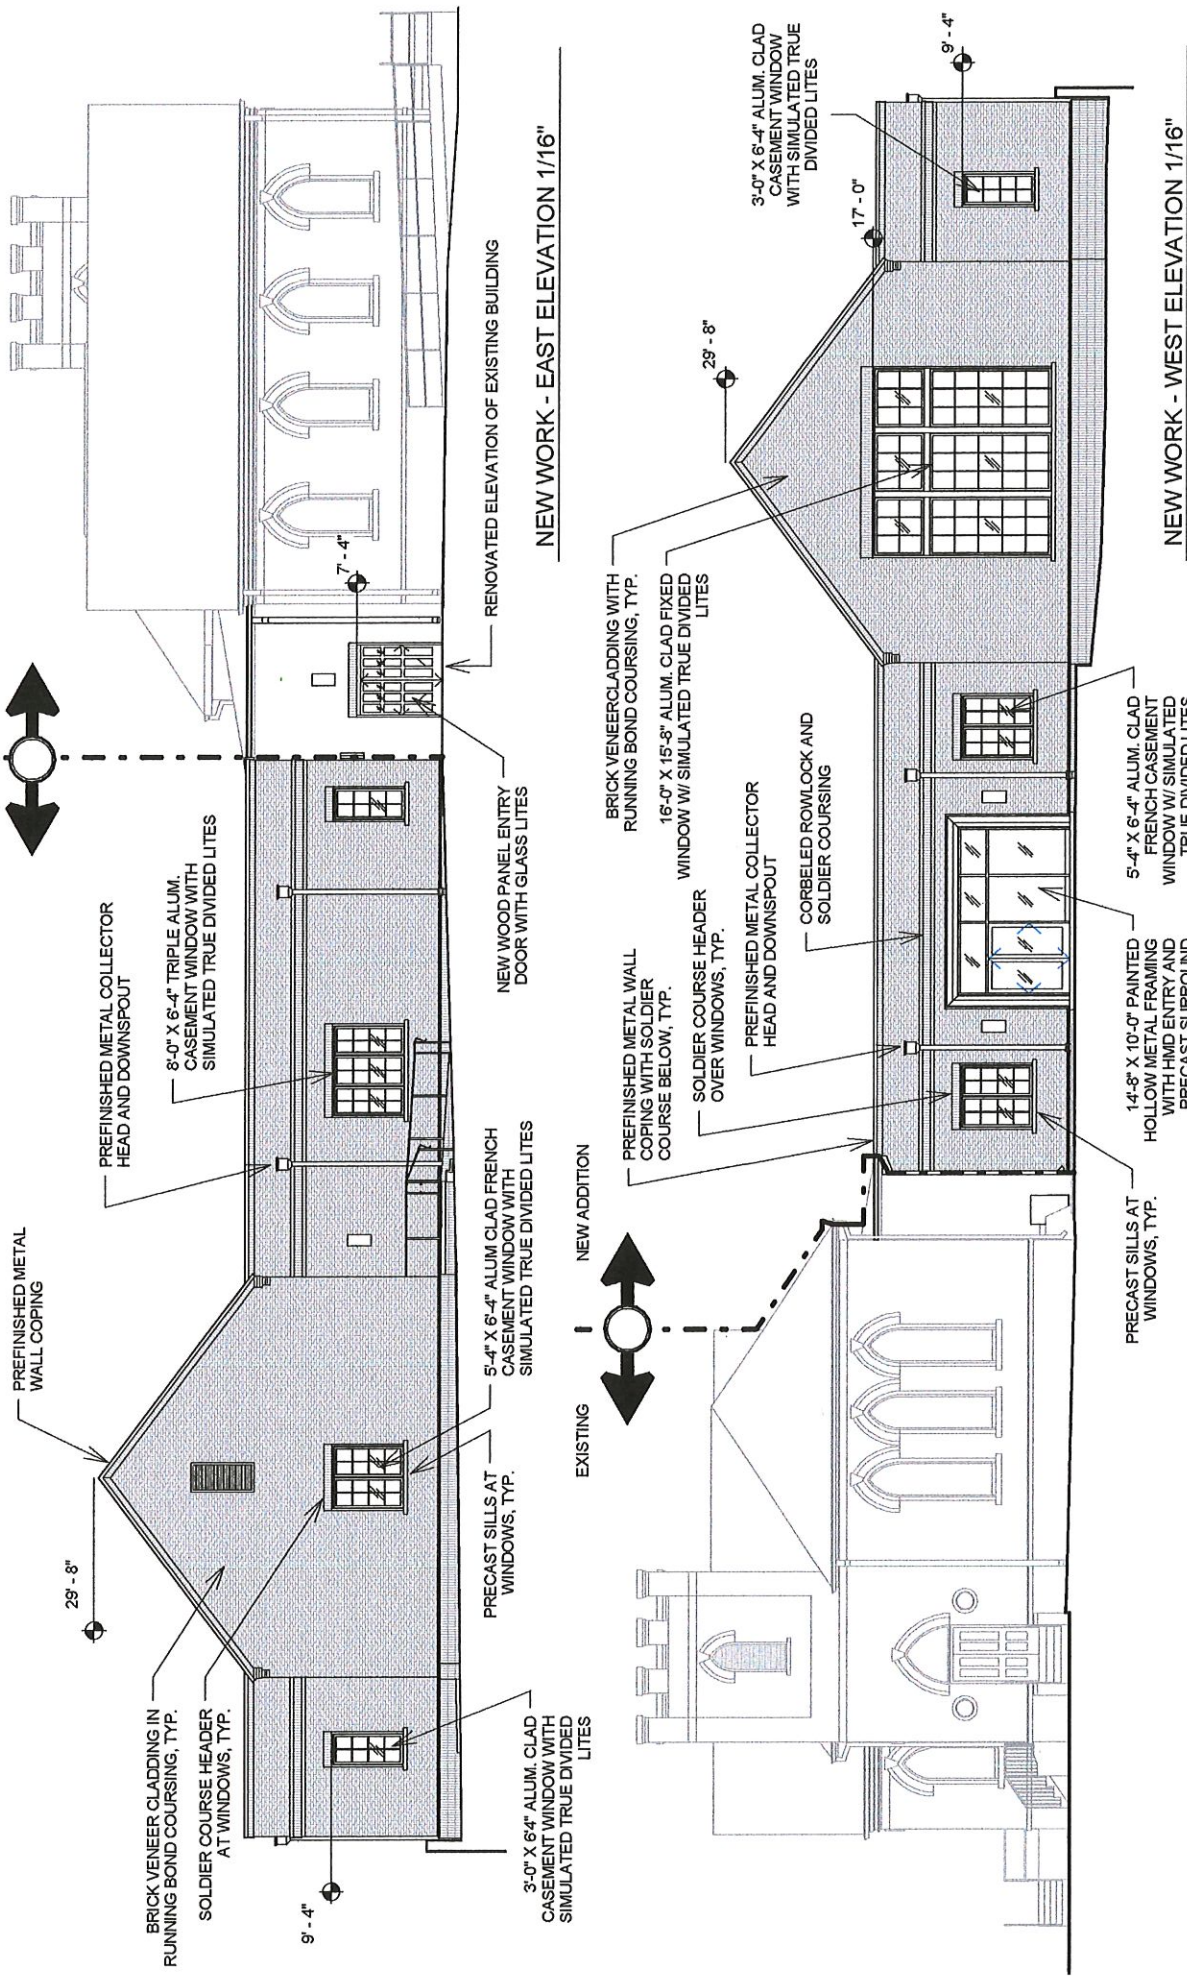 PREFINISHED METAL
WALL COPING
29' - 8"
BRICK VENEER CLADDING IN
RUNNING BOND COURSING, TYP.
SOLDIER COURSE HEADER
AT WINDOWS, TYP.
9' - 4"
3'-0" X 6'4" ALUM. CLAD
CASEMENT WINDOW WITH
SIMULATED TRUE DIVIDED
LITES
PRECAST SILLS AT
WINDOWS, TYP.
5'-4" X 6'-4" ALUM CLAD FRENCH
CASEMENT WINDOW WITH
SIMULATED TRUE DIVIDED LITES
PREFINISHED METAL COLLECTOR
HEAD AND DOWNSPOUT
8'-0" X 6'-4" TRIPLE ALUM.
CASEMENT WINDOW WITH
SIMULATED TRUE DIVIDED LITES
NEW WOOD PANEL ENTRY
DOOR WITH GLASS LITES
7' - 4"
RENOVATED ELEVATION OF EXISTING BUILDING
NEW WORK - EAST ELEVATION 1/16"
EXISTING
NEW ADDITION
PREFINISHED METAL WALL
COPING WITH SOLDIER
COURSE BELOW, TYP.
SOLDIER COURSE HEADER
OVER WINDOWS, TYP.
PREFINISHED METAL COLLECTOR
HEAD AND DOWNSPOUT
CORBELED ROWLOCK AND
SOLDIER COURSING
BRICK VENEERCLADDING WITH
RUNNING BOND COURSING, TYP.
16'-0" X 15'-8" ALUM. CLAD FIXED
WINDOW W/ SIMULATED TRUE DIVIDED
LITES
29' - 8"
17' - 0"
3'-0" X 6'-4" ALUM. CLAD
CASEMENT WINDOW
WITH SIMULATED TRUE
DIVIDED LITES
9' - 4"
PRECAST SILLS AT
WINDOWS, TYP.
14'-8" X 10'-0" PAINTED
HOLLOW METAL FRAMING
WITH HMD ENTRY AND
PRECAST SURROUND
5'-4" X 6'-4" ALUM. CLAD
FRENCH CASEMENT
WINDOW W/ SIMULATED
TRUE DIVIDED LITES
NEW WORK - WEST ELEVATION 1/16"